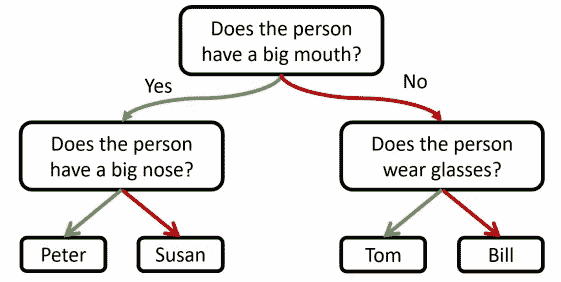 Does the person
have a big mouth?
Yes
No
Does the person
have a big nose?
Does the person
wear glasses?
Peter
Susan
Tom
Bill